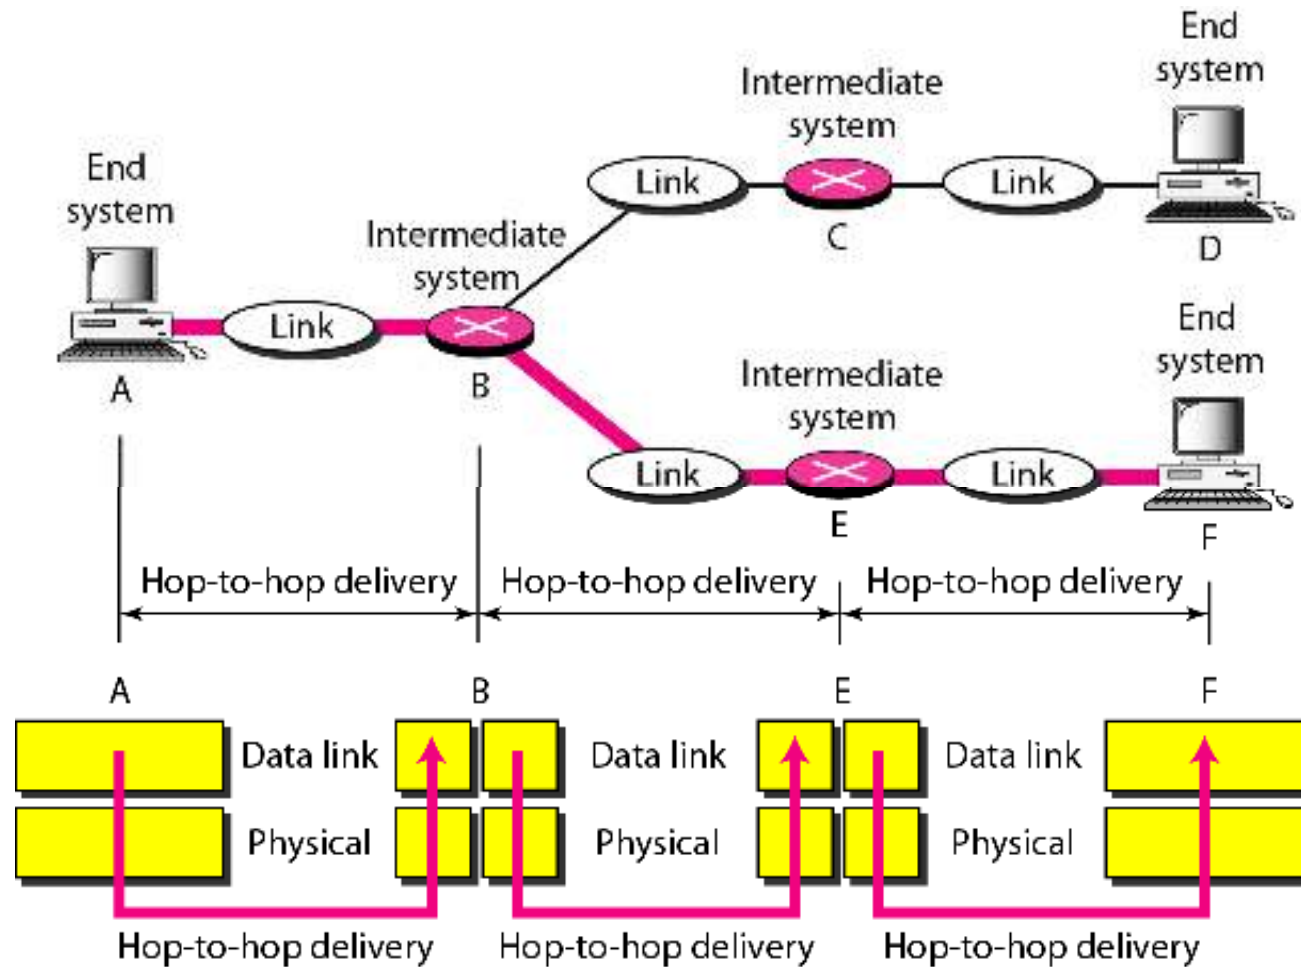 End
system
Intermediate
system
Link
Link
C
D
End
system
Intermediate
system
Link
A
B
End
system
Intermediate
system
Link
Link
E
F
Hop-to-hop delivery
Hop-to-hop delivery
Hop-to-hop delivery
A
B
E
F
Data link
Data link
Data link
Physical
Physical
Physical
Hop-to-hop delivery
Hop-to-hop delivery
Hop-to-hop delivery